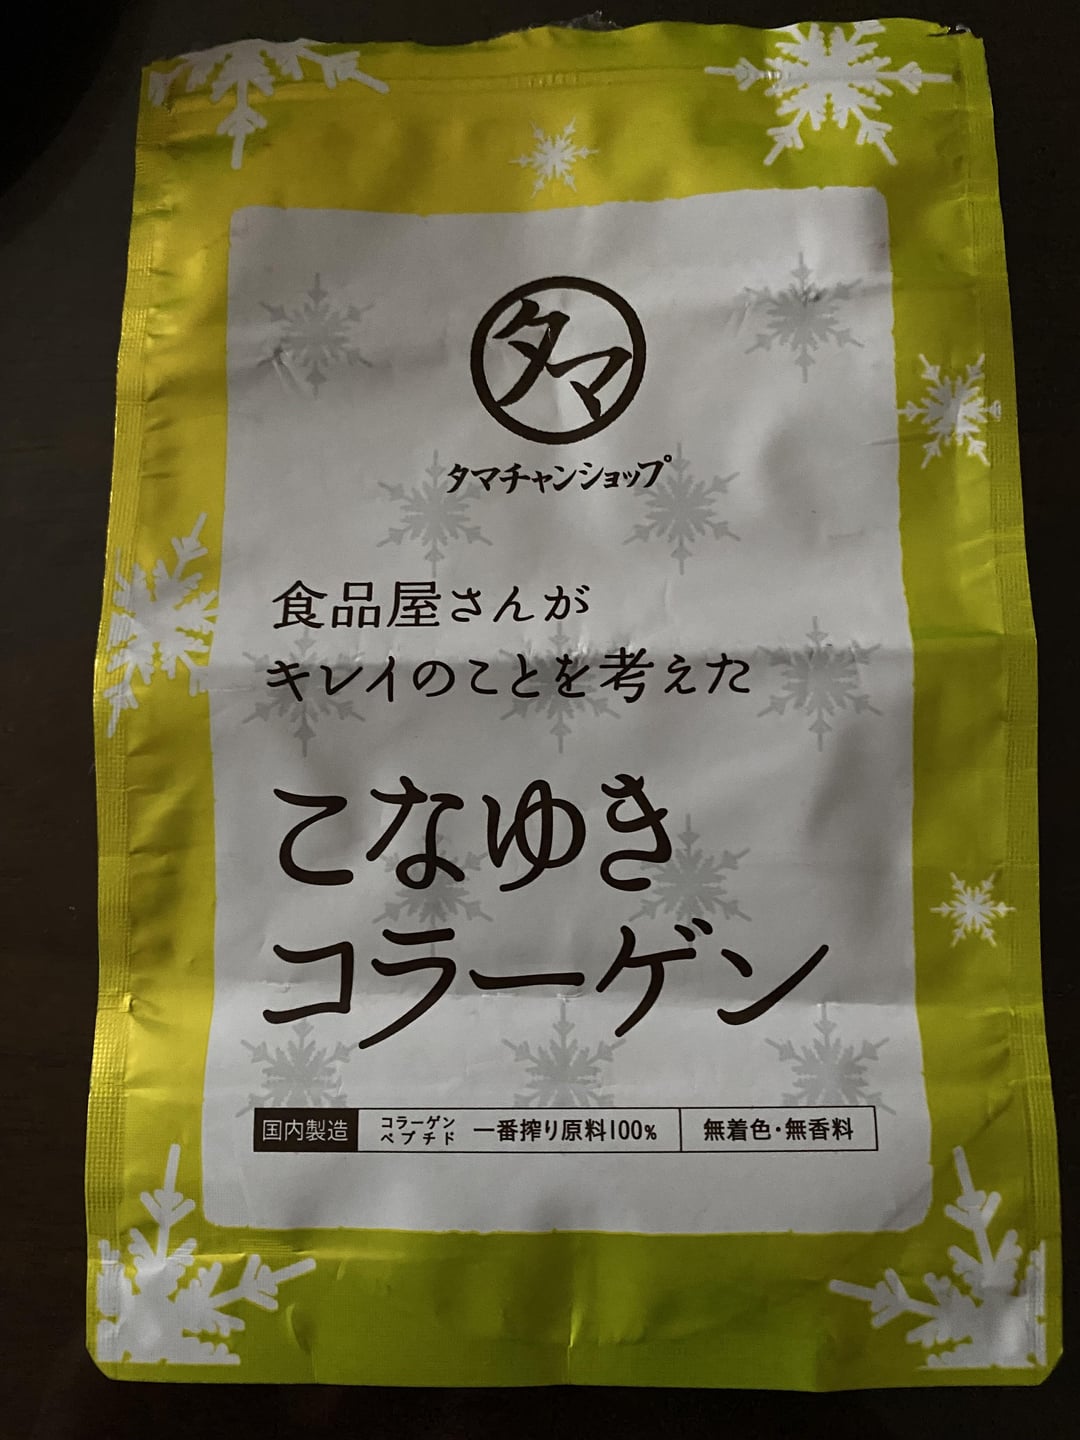 タマ
タマチャンショップ
食品屋さんが
キレイのことを考えた
こなゆき
コラーゲン
国内製造 コラーゲンペプチド 一番搾り原料100% 無着色・無香料